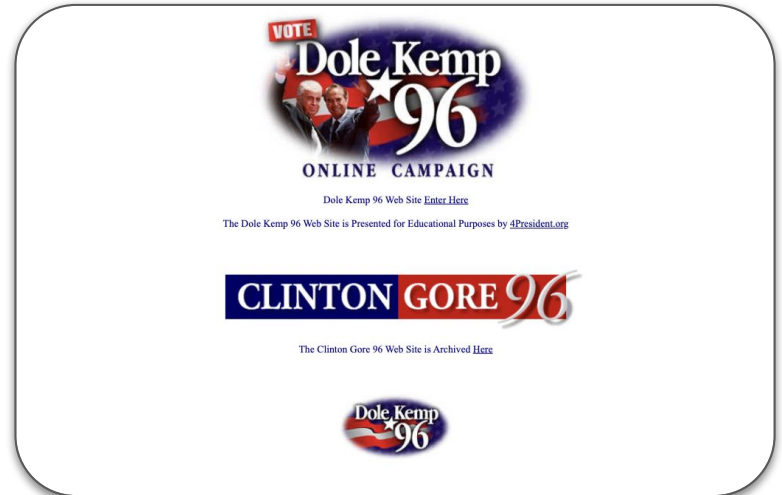 VOTE
Dole Kemp
96
ONLINE CAMPAIGN
Dole Kemp 96 Web Site Enter Here
The Dole Kemp 96 Web Site is Presented for Educational Purposes by 4President.org
CLINTON GORE 96
The Clinton Gore 96 Web Site is Archived Here
Dole Kemp
96